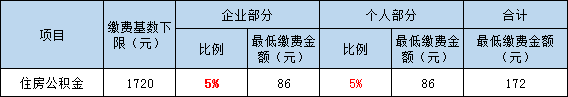 项目 缴费基数下限（元） 企业部分 个人部分 合计
比例 最低缴费金额（元） 比例 最低缴费金额（元） 最低缴费金额（元）
住房公积金 1720 5% 86 5% 86 172